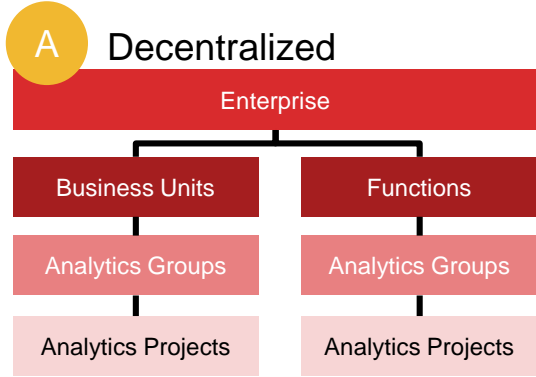 A
Decentralized
Enterprise
Business Units
Functions
Analytics Groups
Analytics Groups
Analytics Projects
Analytics Projects